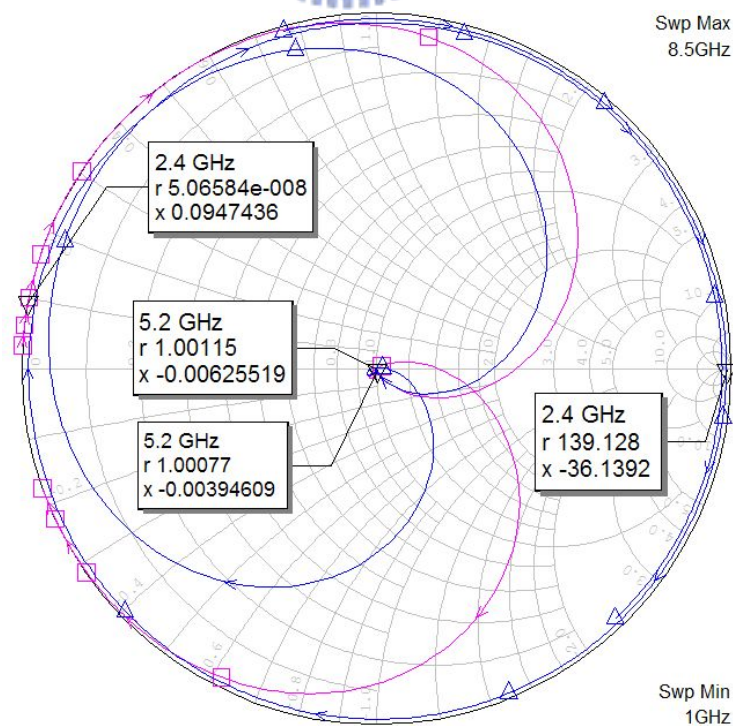 Swp Max
8.5GHz
2.4 GHz
r 5.06584e-008
x 0.0947436
5.2 GHz
r 1.00115
x -0.00625519
5.2 GHz
r 1.00077
x -0.00394609
2.4 GHz
r 139.128
x -36.1392
Swp Min
1GHz